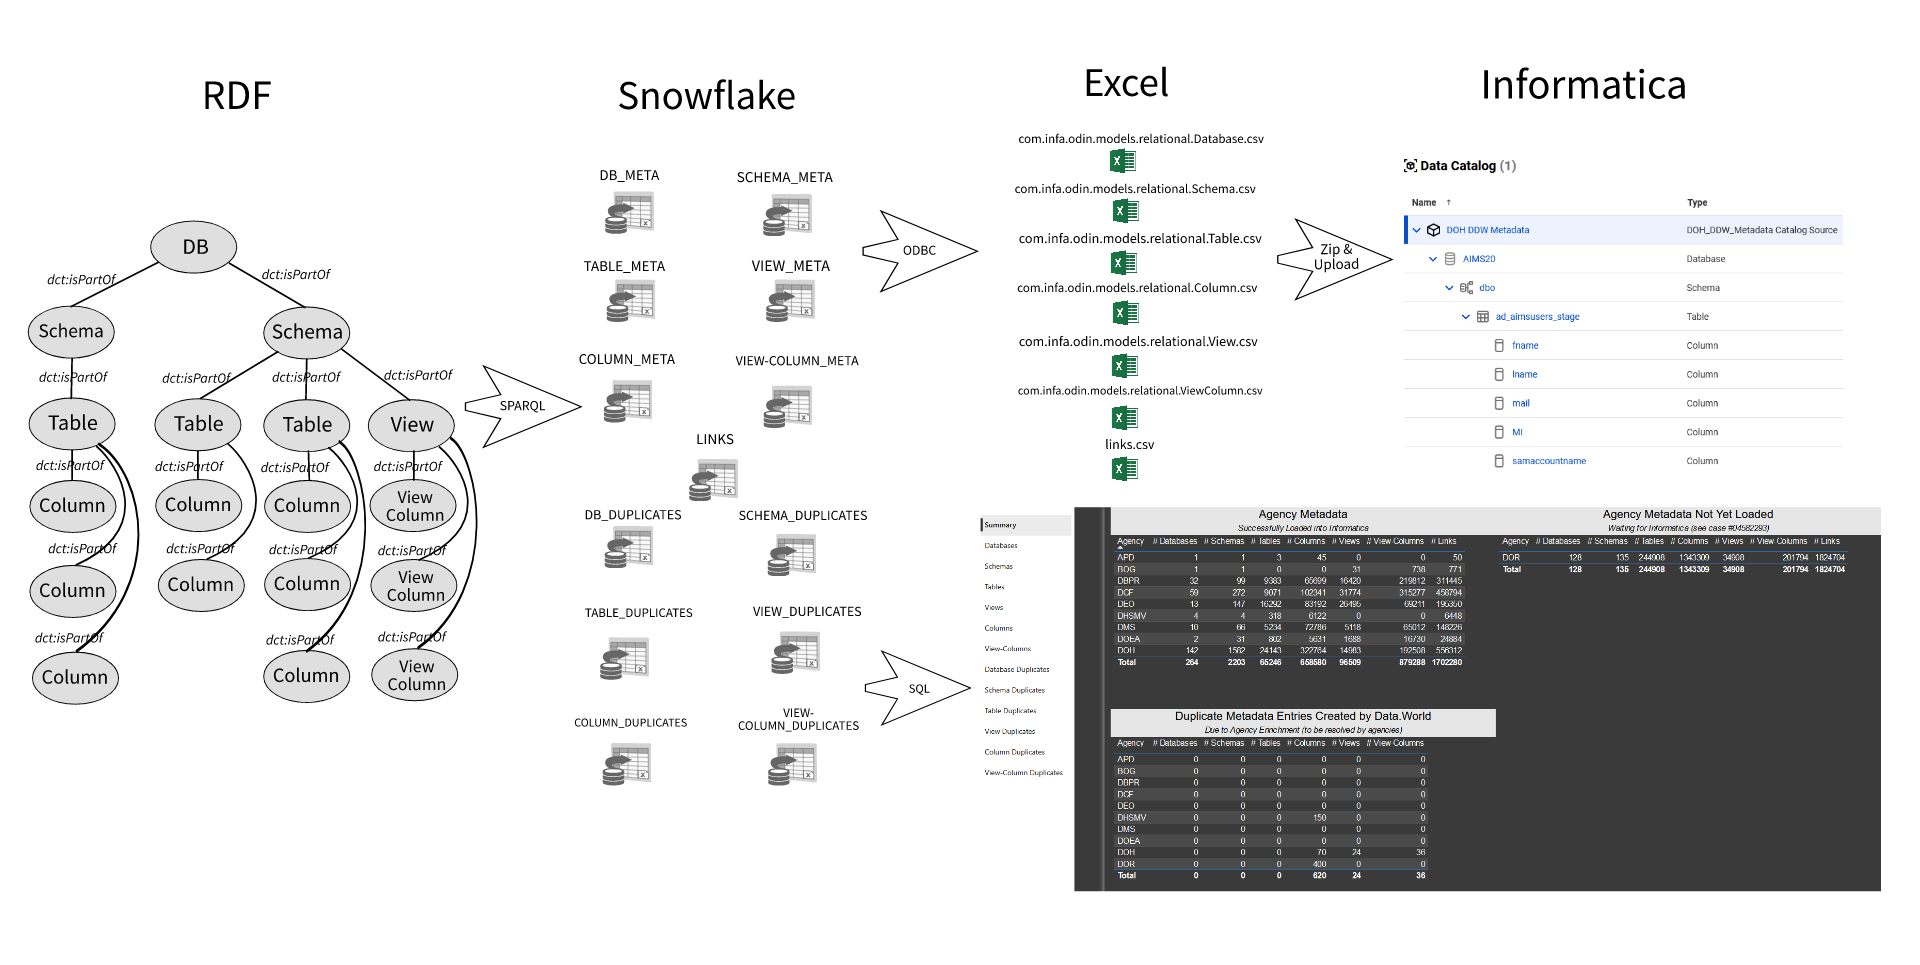 RDF
Snowflake
Excel
Informatica
DB
dct:isPartOf
dct:isPartOf
Schema
Schema
dct:isPartOf
dct:isPartOf
dct:isPartOf
dct:isPartOf
Table
Table
Table
View
dct:isPartOf
dct:isPartOf
dct:isPartOf
dct:isPartOf
Column
Column
Column
View
Column
dct:isPartOf
dct:isPartOf
dct:isPartOf
dct:isPartOf
Column
Column
Column
View
Column
dct:isPartOf
dct:isPartOf
dct:isPartOf
Column
Column
View
Column
SPARQL
DB_META
SCHEMA_META
TABLE_META
VIEW_META
COLUMN_META
VIEW-COLUMN_META
LINKS
DB_DUPLICATES
SCHEMA_DUPLICATES
TABLE_DUPLICATES
VIEW_DUPLICATES
COLUMN_DUPLICATES
VIEW-
COLUMN_DUPLICATES
ODBC
SQL
com.infa.odin.models.relational.Database.csv
com.infa.odin.models.relational.Schema.csv
com.infa.odin.models.relational.Table.csv
com.infa.odin.models.relational.Column.csv
com.infa.odin.models.relational.View.csv
com.infa.odin.models.relational.ViewColumn.csv
links.csv
Zip &
Upload
Data Catalog (1)
Name ↑ Type
DOH DDW Metadata DOH_DDW_Metadata Catalog Source
AIMS20 Database
dbo Schema
ad_aimsusers_stage Table
fname Column
lname Column
mail Column
MI Column
samaccountname Column
Summary
Databases
Schemas
Tables
Views
Columns
View-Columns
Database Duplicates
Schema Duplicates
Table Duplicates
View Duplicates
Column Duplicates
View-Column Duplicates
Agency Metadata
Successfully Loaded into Informatica
Agency # Databases # Schemas # Tables # Columns # Views # View Columns # Links
APD 1 1 3 45 0 0 50
BOG 1 1 0 0 31 738 771
DBPR 32 99 9383 65699 16420 219812 311445
DCF 59 272 9071 102341 31774 315277 458794
DEO 13 147 16292 83192 26495 69211 195350
DHSMV 4 4 318 6122 0 0 6448
DMS 10 66 5234 72786 5118 65012 148226
DOEA 2 31 802 5631 1688 16730 24884
DOH 142 1582 24143 322764 14983 192508 556312
Total 264 2203 65246 658580 96509 879288 1702280
Agency Metadata Not Yet Loaded
Waiting for Informatica (see case #04582293)
Agency # Databases # Schemas # Tables # Columns # Views # View Columns # Links
DOR 128 135 244908 1343309 34908 201794 1824704
Total 128 135 244908 1343309 34908 201794 1824704
Duplicate Metadata Entries Created by Data.World
Due to Agency Enrichment (to be resolved by agencies)
Agency # Databases # Schemas # Tables # Columns # Views # View Columns
APD 0 0 0 0 0 0
BOG 0 0 0 0 0 0
DBPR 0 0 0 0 0 0
DCF 0 0 0 0 0 0
DEO 0 0 0 0 0 0
DHSMV 0 0 0 150 0 0
DMS 0 0 0 0 0 0
DOEA 0 0 0 0 0 0
DOH 0 0 0 70 24 36
DOR 0 0 0 400 0 0
Total 0 0 0 620 24 36